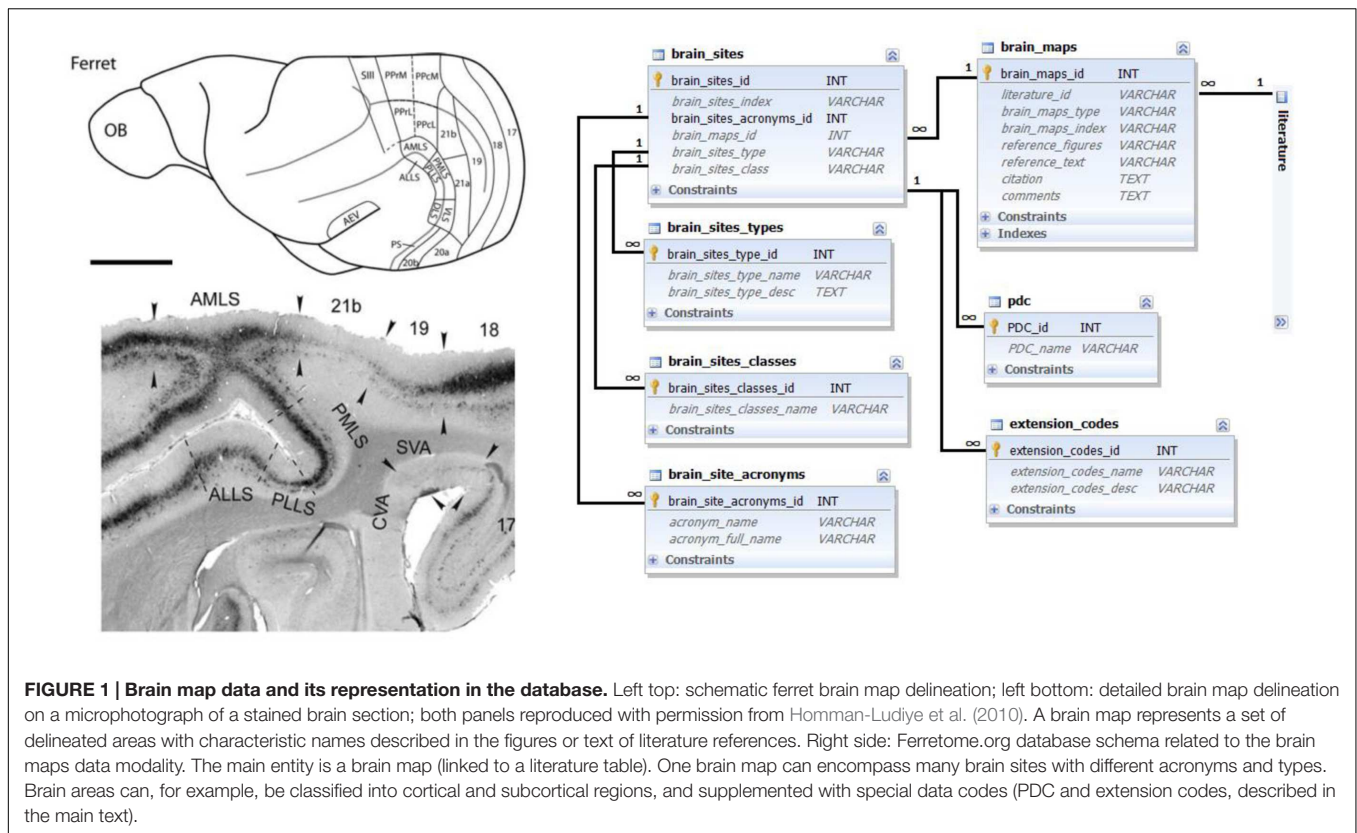 Ferret
OB
SIII
PPrM
PPcM
PPrL
PPcL
21b
17
18
19
AMLS
ALLS
PMLS
PLLS
21a
DLS
VLS
AEV
PS
20b
20a
AMLS
21b
19
18
PMLS
SVA
ALLS
PLLS
CVA
17
brain_sites
brain_sites_id INT
brain_sites_index VARCHAR
brain_sites_acronyms_id INT
brain_maps_id INT
brain_sites_type VARCHAR
brain_sites_class VARCHAR
Constraints
1
1
1
∞
1
1
brain_maps
brain_maps_id INT
literature_id VARCHAR
brain_maps_type VARCHAR
brain_maps_index VARCHAR
reference_figures VARCHAR
reference_text VARCHAR
citation TEXT
comments TEXT
Constraints
Indexes
∞
1
literature
brain_sites_types
∞
brain_sites_type_id INT
brain_sites_type_name VARCHAR
brain_sites_type_desc TEXT
Constraints
pdc
∞
PDC_id INT
PDC_name VARCHAR
Constraints
brain_sites_classes
∞
brain_sites_classes_id INT
brain_sites_classes_name VARCHAR
Constraints
extension_codes
∞
extension_codes_id INT
extension_codes_name VARCHAR
extension_codes_desc VARCHAR
Constraints
brain_site_acronyms
∞
brain_site_acronyms_id INT
acronym_name VARCHAR
acronym_full_name VARCHAR
Constraints
FIGURE 1 | Brain map data and its representation in the database. Left top: schematic ferret brain map delineation; left bottom: detailed brain map delineation
on a microphotograph of a stained brain section; both panels reproduced with permission from Homman-Ludiye et al. (2010). A brain map represents a set of
delineated areas with characteristic names described in the figures or text of literature references. Right side: Ferretome.org database schema related to the brain
maps data modality. The main entity is a brain map (linked to a literature table). One brain map can encompass many brain sites with different acronyms and types.
Brain areas can, for example, be classified into cortical and subcortical regions, and supplemented with special data codes (PDC and extension codes, described in
the main text).